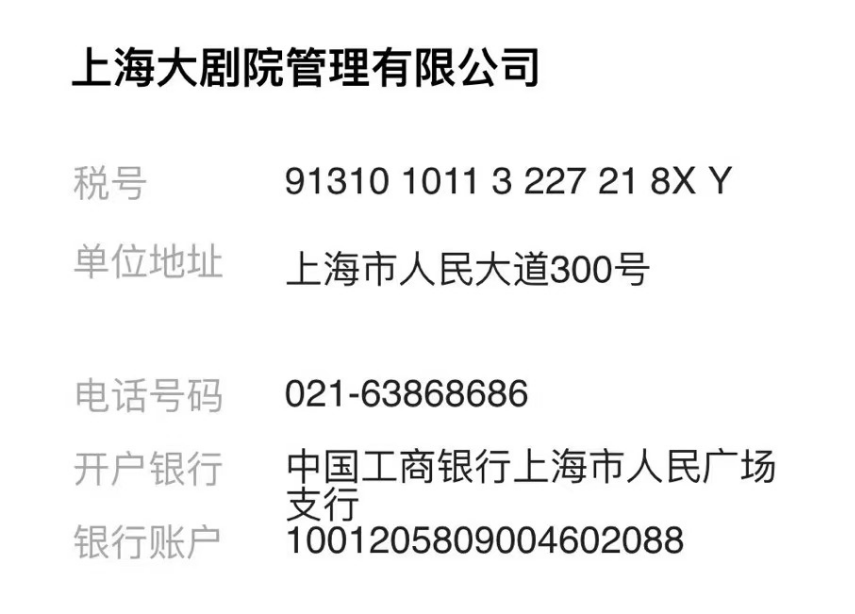 上海大剧院管理有限公司
税号 91310 1011 3 227 21 8X Y
单位地址 上海市人民大道300号
电话号码 021-63868686
开户银行 中国工商银行上海市人民广场
支行
银行账户 1001205809004602088